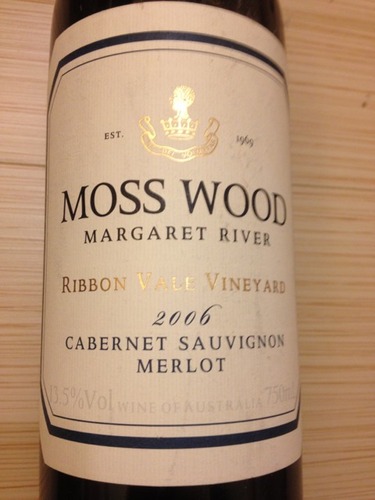 EST. 1969
MOSS WOOD
MARGARET RIVER
RIBBON VALE VINEYARD
2006
CABERNET SAUVIGNON
MERLOT
13.5%Vol WINE OF AUSTRALIA 750ml